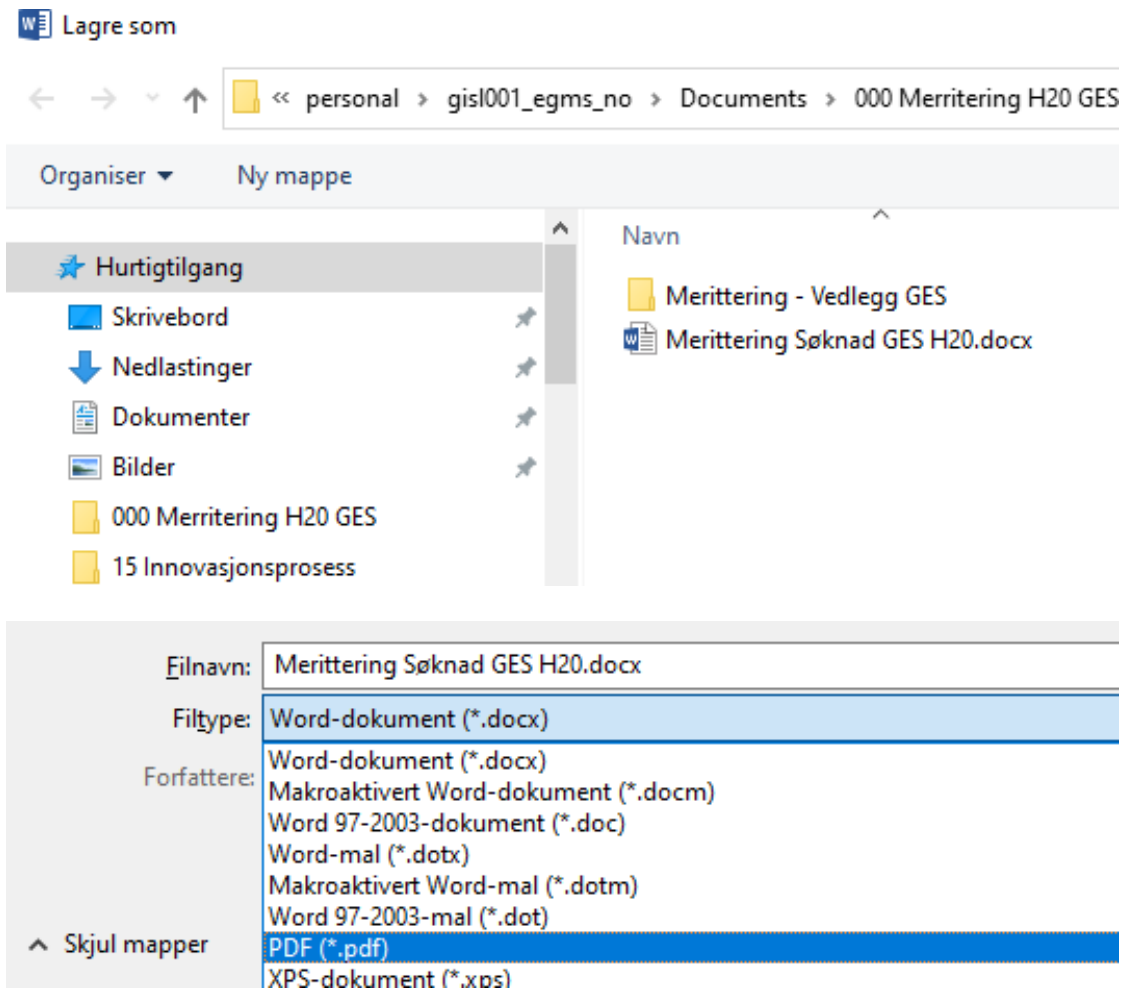 Lagre som
« personal › gisl001_egms_no › Documents › 000 Merritering H20 GES
Organiser Ny mappe
Navn
Hurtigtilgang
Skrivebord
Nedlastinger
Dokumenter
Bilder
000 Merritering H20 GES
15 Innovasjonsprosess
Merittering - Vedlegg GES
Merittering Søknad GES H20.docx
Filnavn: Merittering Søknad GES H20.docx
Filtype: Word-dokument (*.docx)
Forfattere:
Word-dokument (*.docx)
Makroaktivert Word-dokument (*.docm)
Word 97-2003-dokument (*.doc)
Word-mal (*.dotx)
Makroaktivert Word-mal (*.dotm)
Word 97-2003-mal (*.dot)
Skjul mapper
PDF (*.pdf)
XPS-dokument (*.xps)